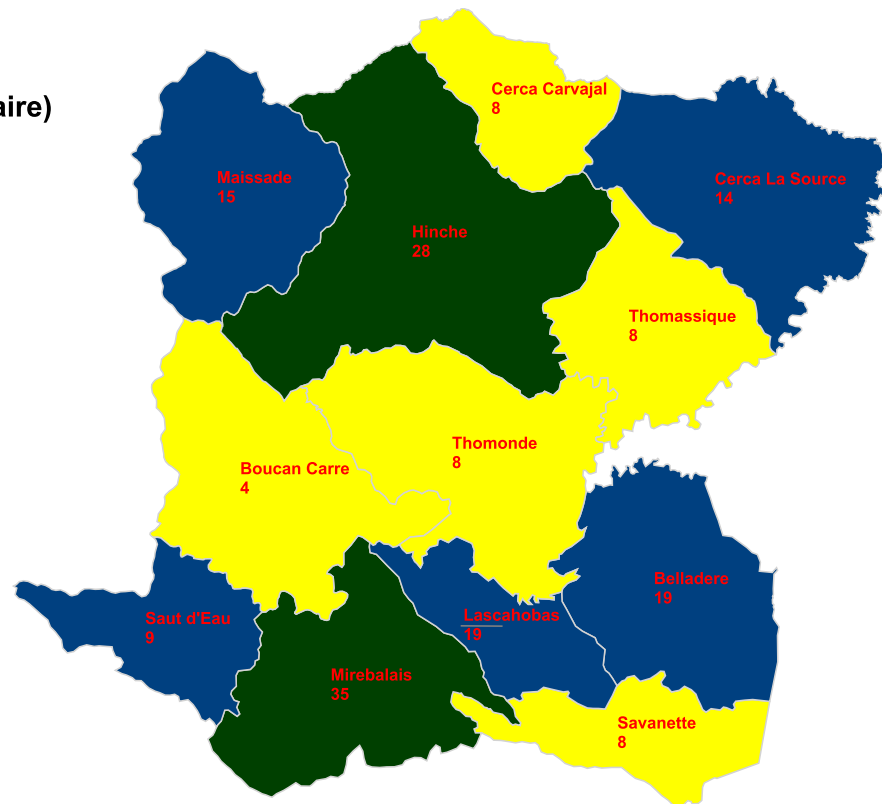 aire)
Cerca Carvajal
8
Maissade
15
Cerca La Source
14
Hinche
28
Thomassique
8
Thomonde
8
Boucan Carre
4
Belladere
19
Saut d'Eau
9
Lascahobas
19
Mirebalais
35
Savanette
8